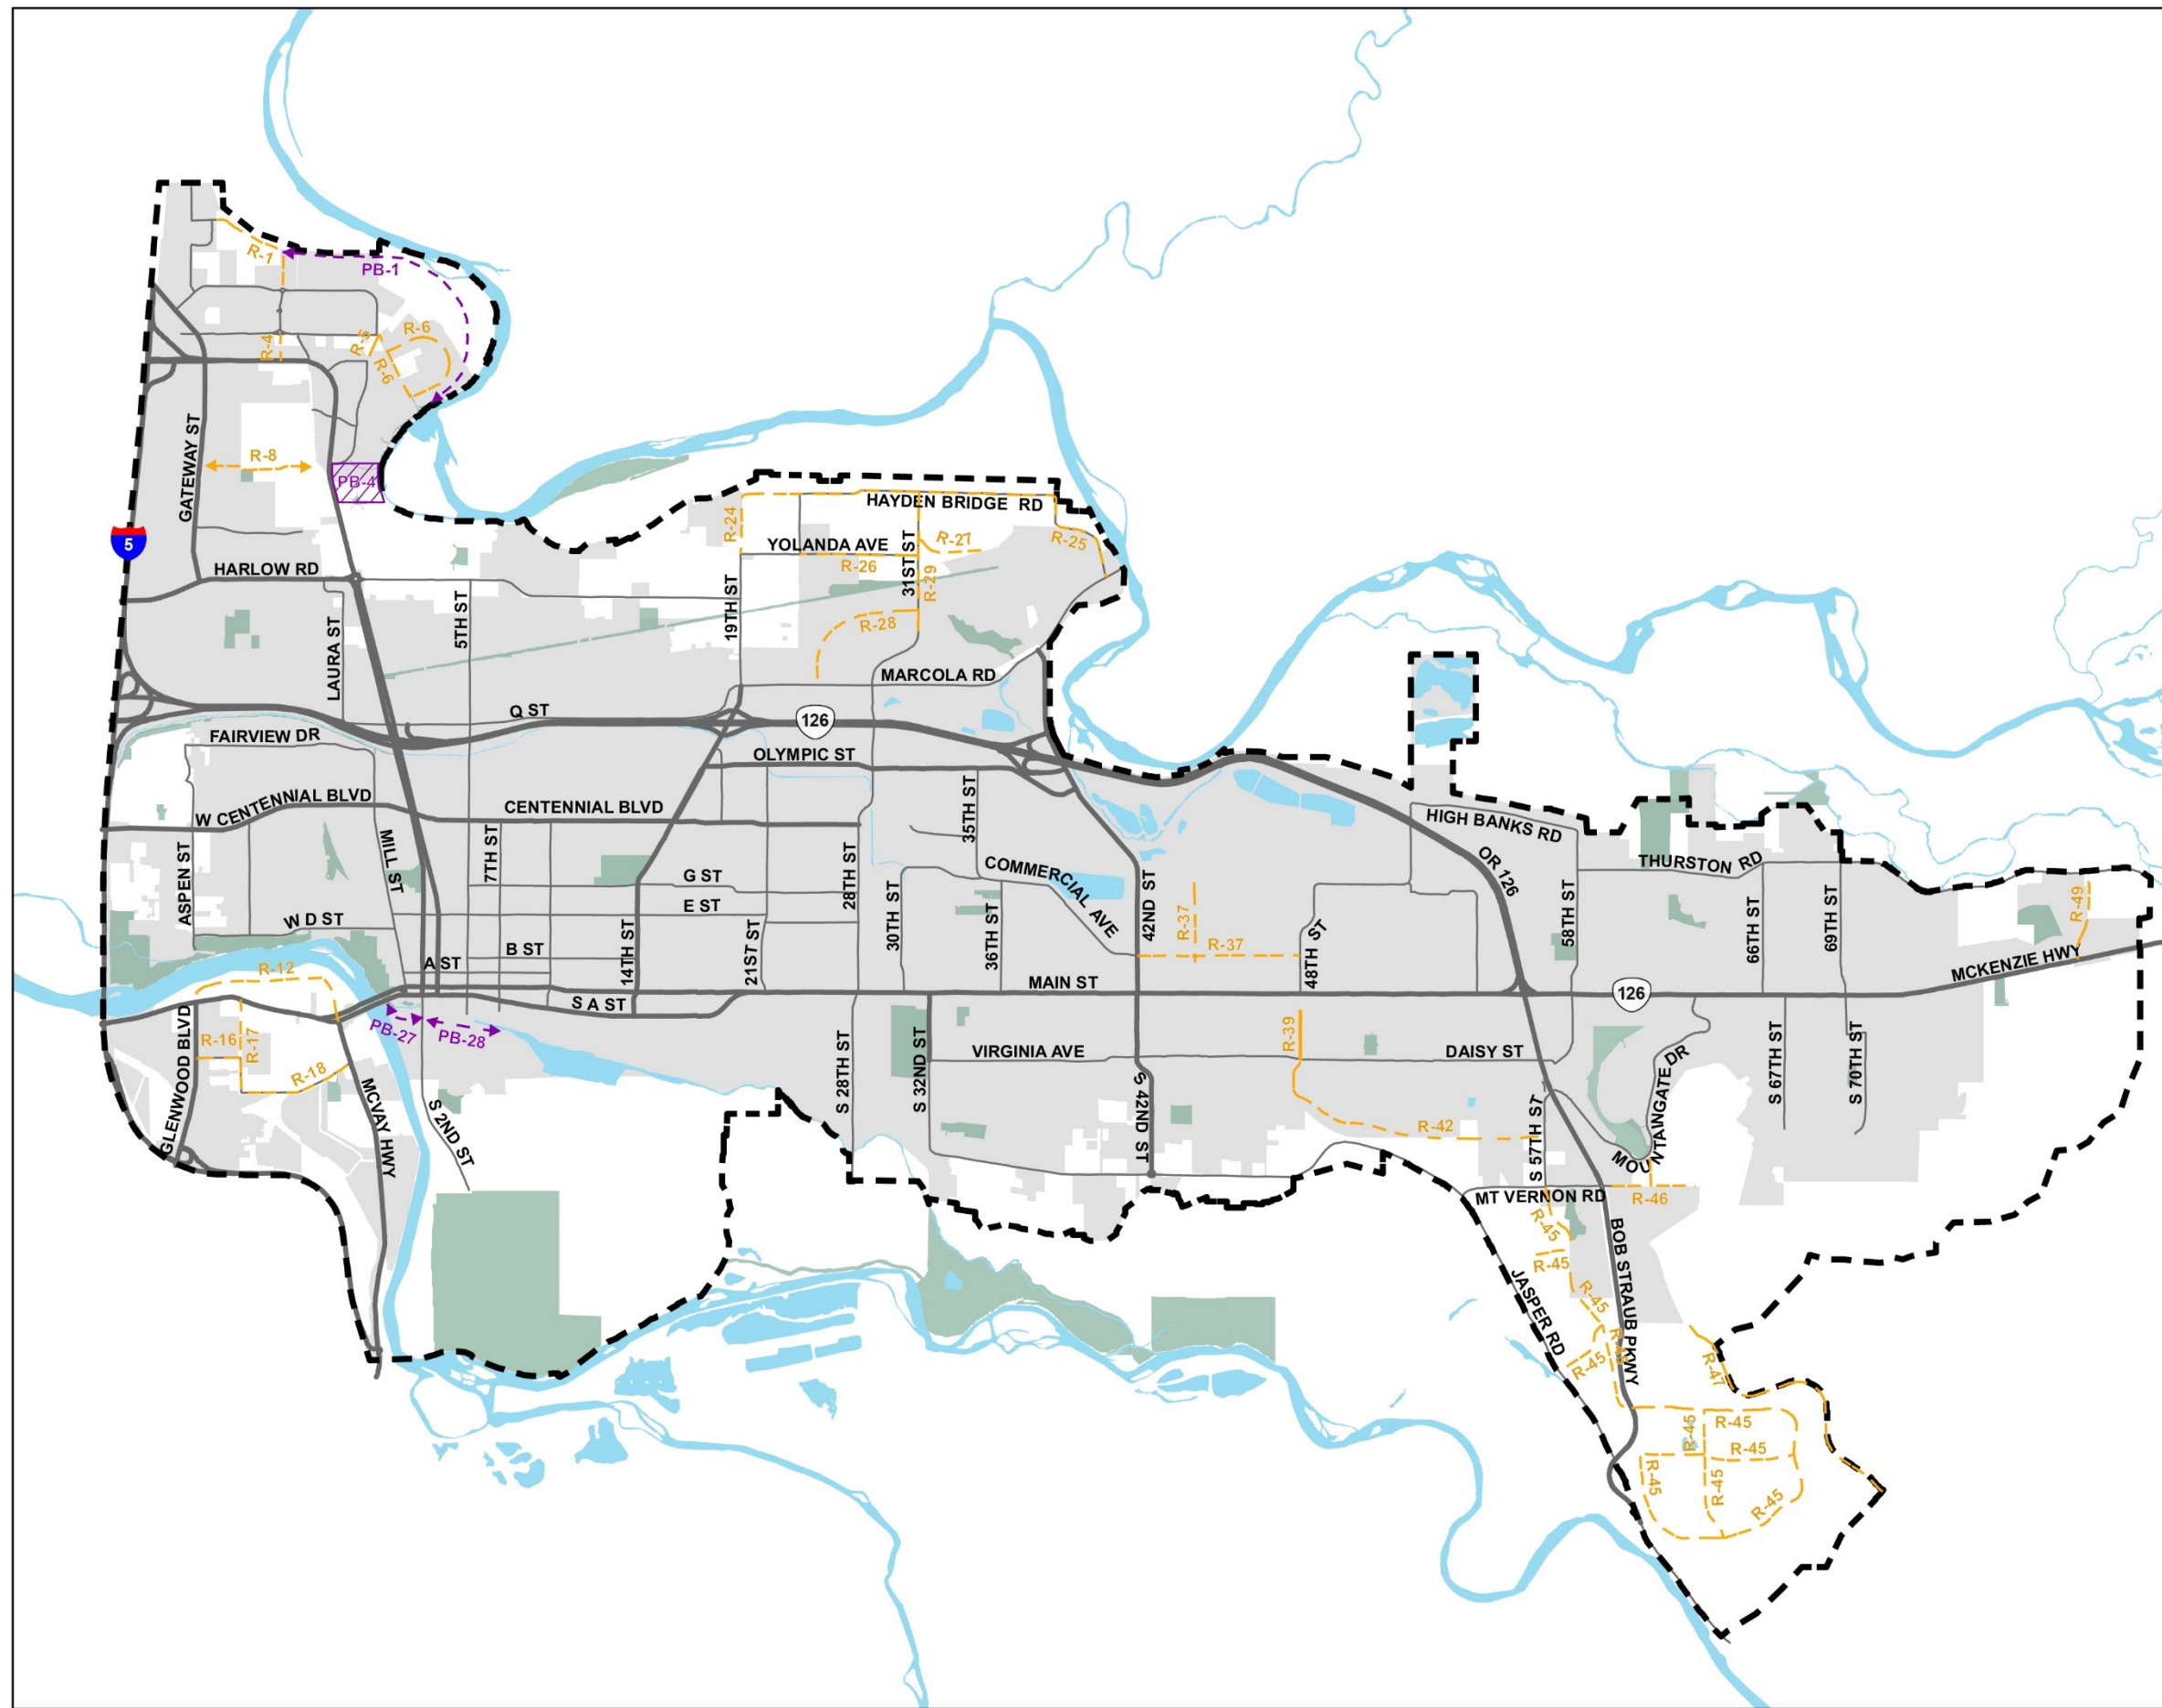 R-1
PB-1
R-4
R-5
R-6
R-6
GATEWAY ST
R-8
PB-4
5
HARLOW RD
LAURA ST
5TH ST
R-24
HAYDEN BRIDGE RD
YOLANDA AVE
31ST ST
R-27
R-25
R-26
R-29
19TH ST
R-28
MARCOLA RD
Q ST
126
FAIRVIEW DR
OLYMPIC ST
W CENTENNIAL BLVD
CENTENNIAL BLVD
35TH ST
HIGH BANKS RD
OR 126
THURSTON RD
ASPEN ST
MILL ST
7TH ST
G ST
E ST
28TH ST
30TH ST
COMMERCIAL AVE
36TH ST
42ND ST
R-37
R-37
48TH ST
58TH ST
66TH ST
69TH ST
R-49
MCKENZIE HWY
W D ST
A ST
B ST
14TH ST
21ST ST
R-12
MAIN ST
126
S A ST
PB-27
PB-28
R-16
R-17
R-18
GLENWOOD BLVD
MCVAY HWY
S 2ND ST
S 28TH ST
S 32ND ST
VIRGINIA AVE
S 42ND ST
R-39
DAISY ST
R-42
S 57TH ST
MOUNTAINGATE DR
S 67TH ST
S 70TH ST
MT VERNON RD
R-46
R-45
R-45
R-45
R-45
R-45
JASPER RD
BOB STRAUB PKWY
R-47
R-45
R-45
R-45
R-45
R-45
R-45